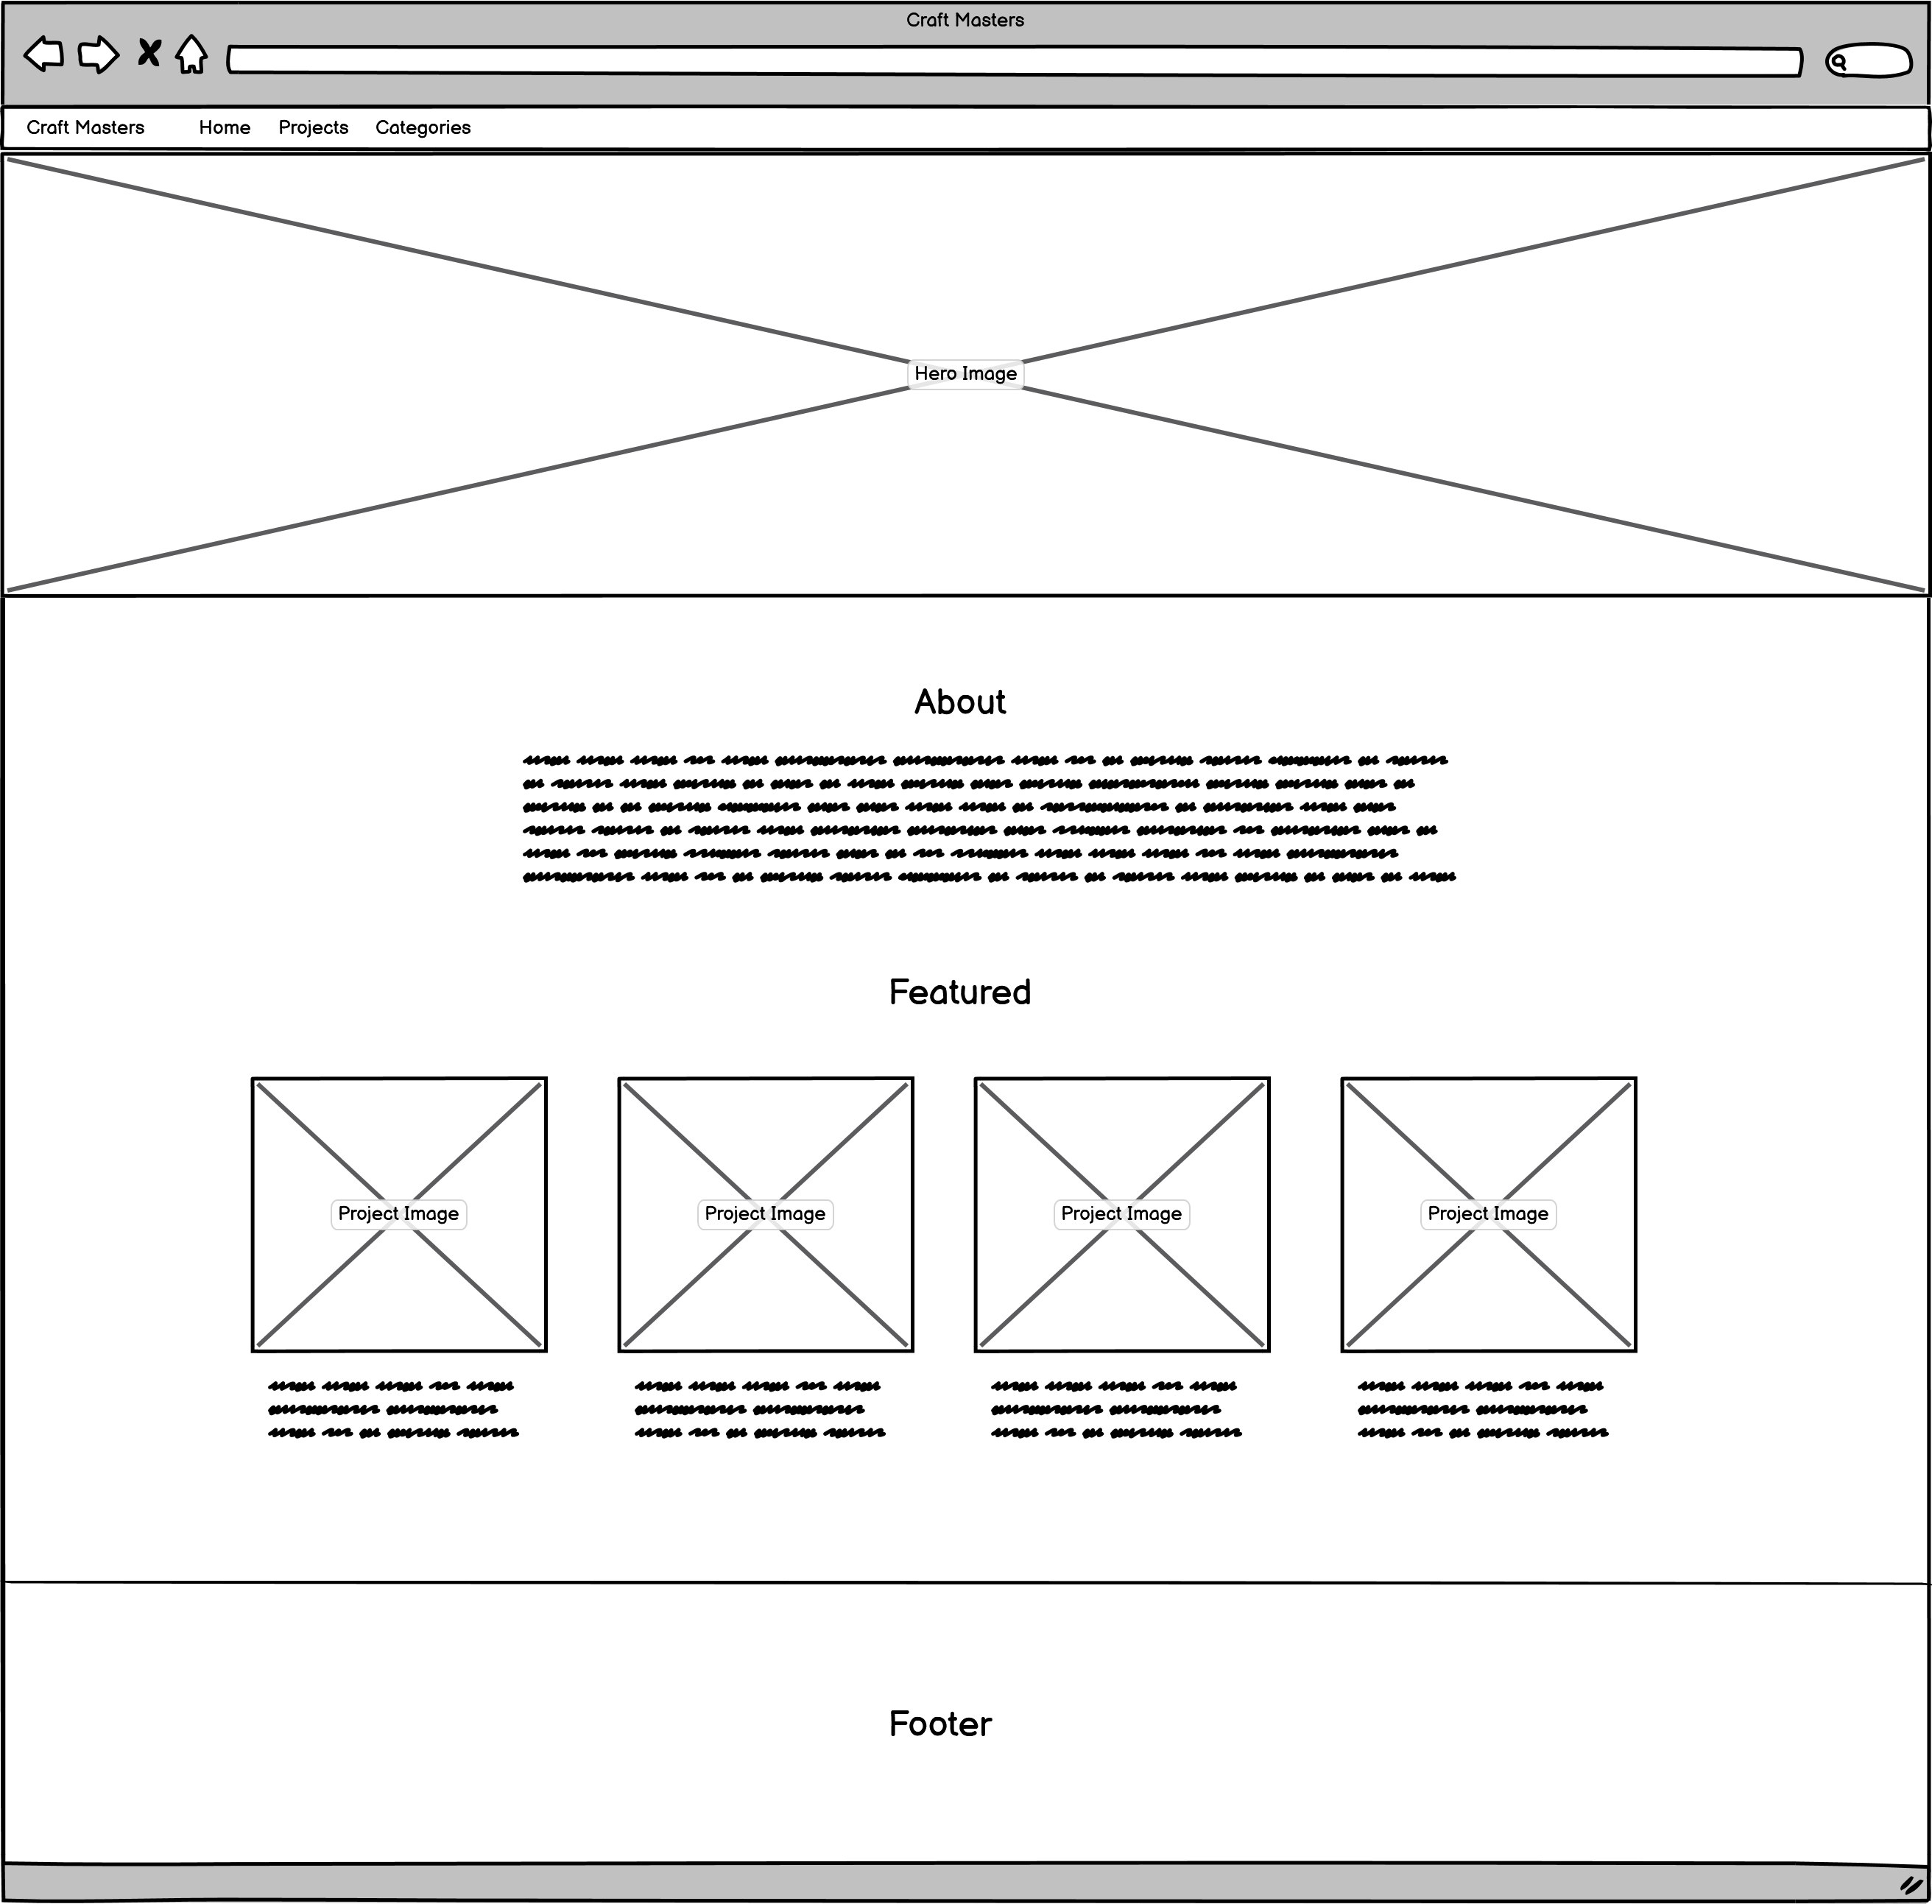 Craft Masters
Craft Masters Home Projects Categories
Hero Image
About
Featured
Project Image Project Image Project Image Project Image
Footer